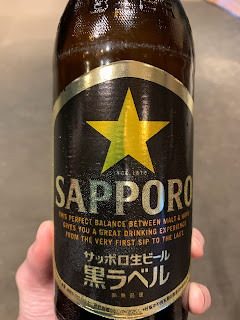 SINCE 1876
SAPPORO
THIS PERFECT BALANCE BETWEEN MALT &
GIVES YOU A GREAT DRINKING EXPERIENCE
FROM THE VERY FIRST SIP TO THE LAST.
サッポロ生ビール
黒ラベル